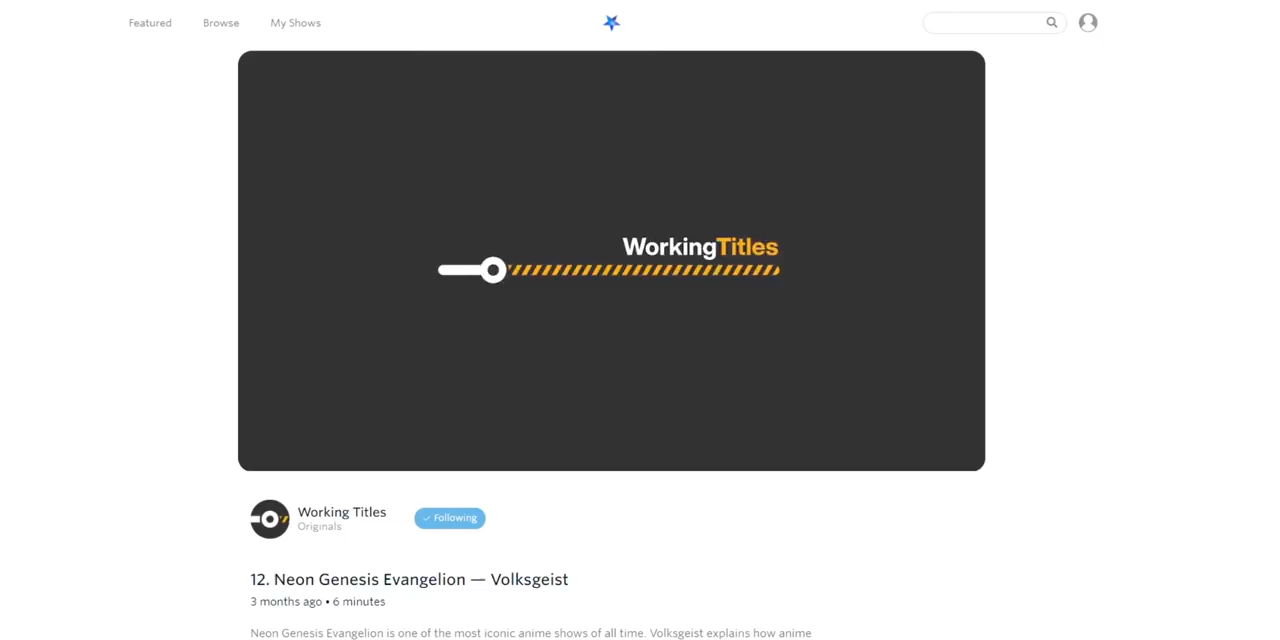 Featured Browse My Shows
WorkingTitles
Working Titles
Originals
✓ Following
12. Neon Genesis Evangelion — Volksgeist
3 months ago • 6 minutes
Neon Genesis Evangelion is one of the most iconic anime shows of all time. Volksgeist explains how anime